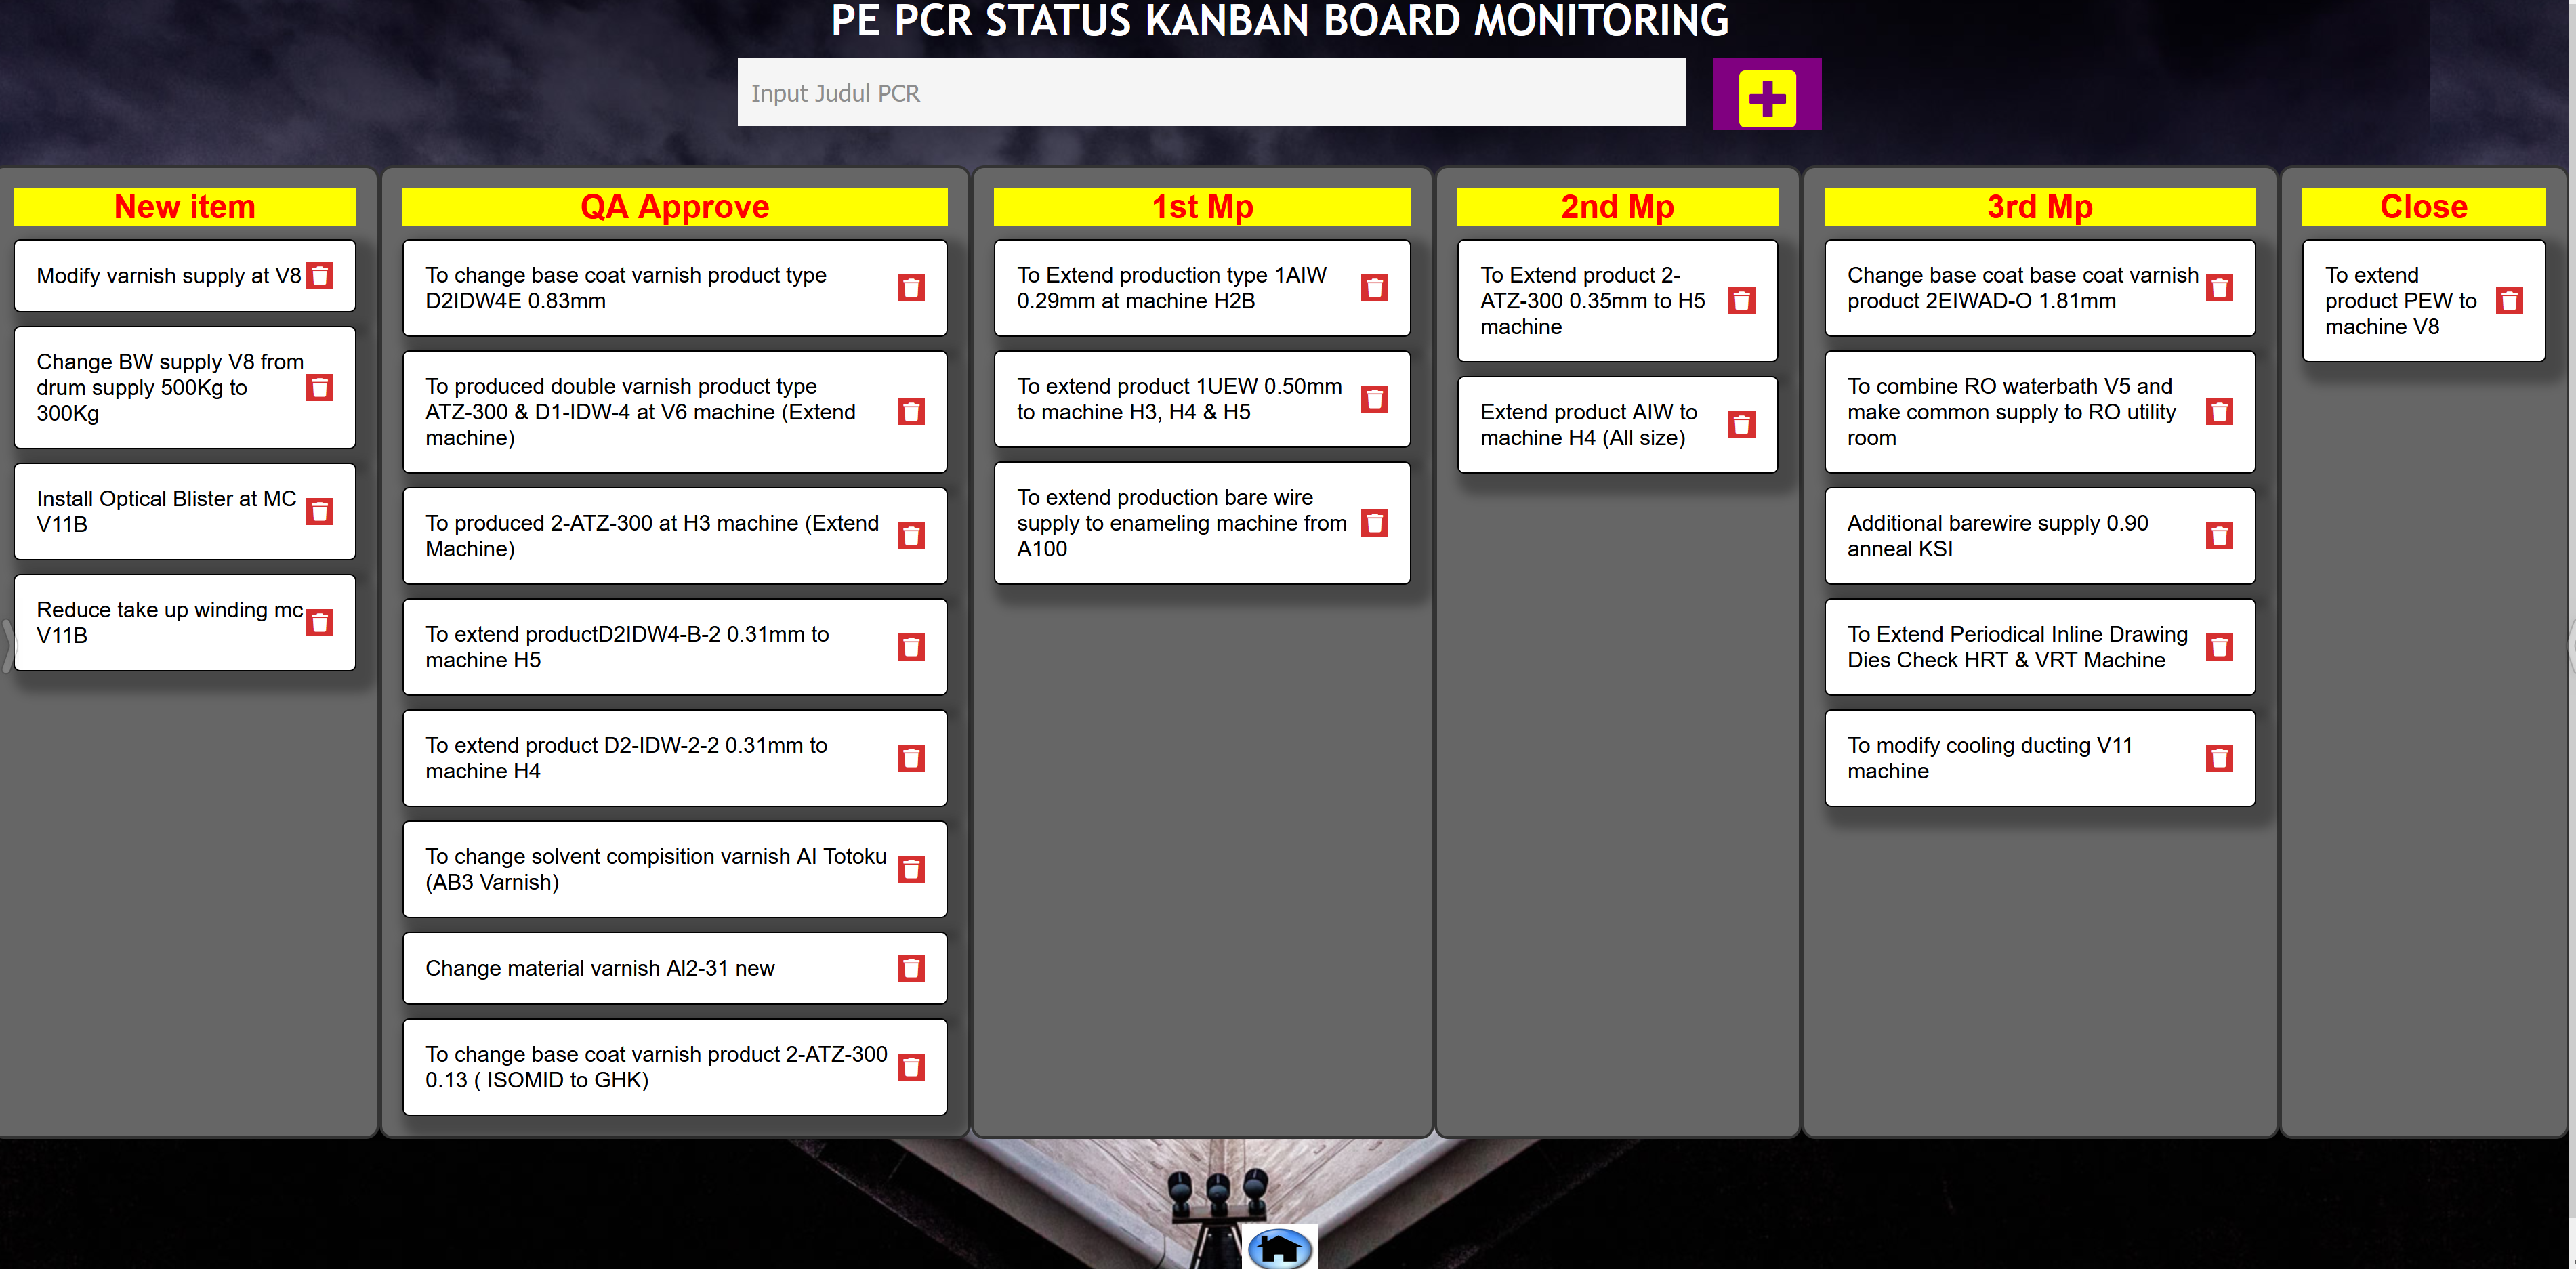 PE PCR STATUS KANBAN BOARD MONITORING
Input Judul PCR
New item
Modify varnish supply at V8
Change BW supply V8 from
drum supply 500Kg to
300Kg
Install Optical Blister at MC
V11B
Reduce take up winding mc
V11B
QA Approve
To change base coat varnish product type
D2IDW4E 0.83mm
To produced double varnish product type
ATZ-300 & D1-IDW-4 at V6 machine (Extend
machine)
To produced 2-ATZ-300 at H3 machine (Extend
Machine)
To extend productD2IDW4-B-2 0.31mm to
machine H5
To extend product D2-IDW-2-2 0.31mm to
machine H4
To change solvent compisition varnish AI Totoku
(AB3 Varnish)
Change material varnish AI2-31 new
To change base coat varnish product 2-ATZ-300
0.13 ( ISOMID to GHK)
1st Mp
To Extend production type 1AIW
0.29mm at machine H2B
To extend product 1UEW 0.50mm
to machine H3, H4 & H5
To extend production bare wire
supply to enameling machine from
A100
2nd Mp
To Extend product 2-
ATZ-300 0.35mm to H5
machine
Extend product AIW to
machine H4 (All size)
3rd Mp
Change base coat base coat varnish
product 2EIWAD-O 1.81mm
To combine RO waterbath V5 and
make common supply to RO utility
room
Additional barewire supply 0.90
anneal KSI
To Extend Periodical Inline Drawing
Dies Check HRT & VRT Machine
To modify cooling ducting V11
machine
Close
To extend
product PEW to
machine V8